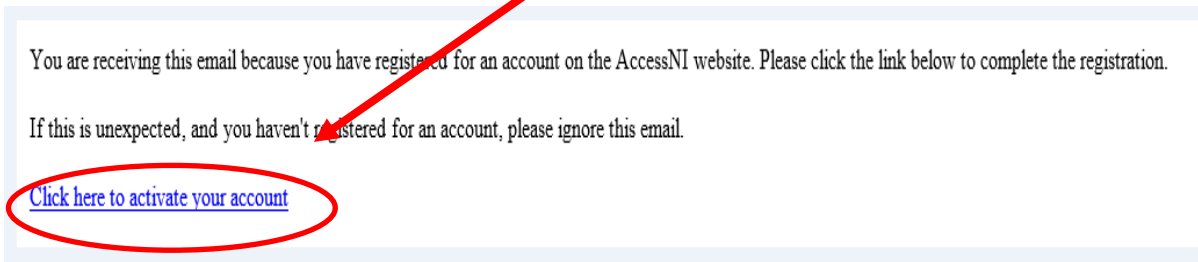 You are receiving this email because you have registered for an account on the AccessNI website. Please click the link below to complete the registration.
If this is unexpected, and you haven't registered for an account, please ignore this email.
Click here to activate your account